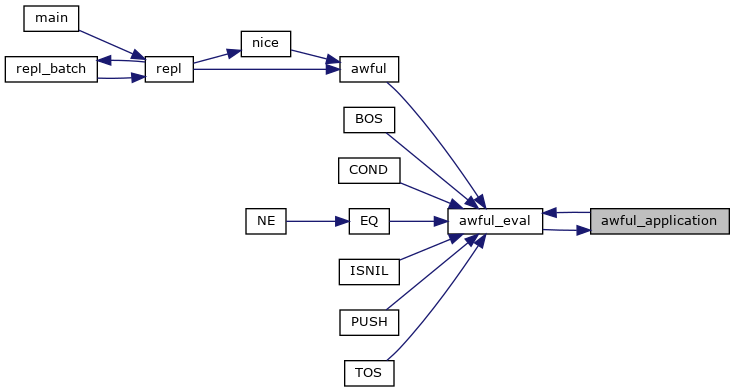 main
nice
repl_batch
repl
awful
BOS
COND
NE
EQ
awful_eval
awful_application
ISNIL
PUSH
TOS